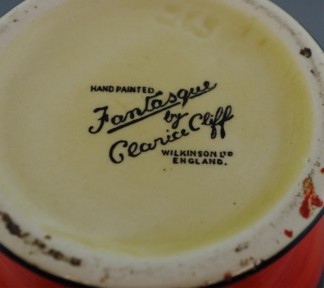 HAND PAINTED
Fantasque
by
Clarice Cliff
WILKINSON LTD
ENGLAND.